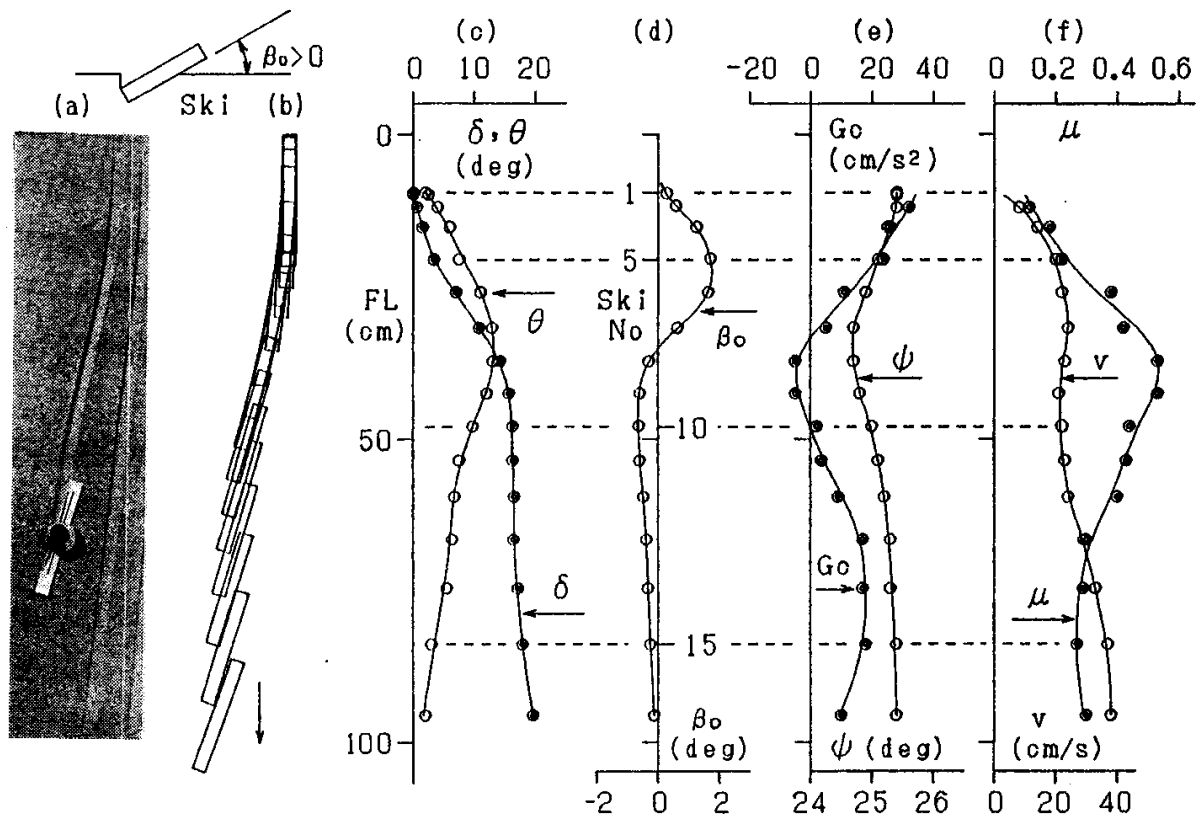 β₀>0
(a) Ski (b)
(c) (d) (e) (f)
0 10 20
-20 0 20 40
0 0.2 0.4 0.6
δ,θ
(deg)
Gc
(cm/s²)
μ
0
1
5
FL
(cm)
θ
Ski
No
β₀
ψ
v
10
50
Gc
μ
δ
15
β₀
(deg)
ψ (deg)
v
(cm/s)
100
-2 0 2
24 25 26
0 20 40